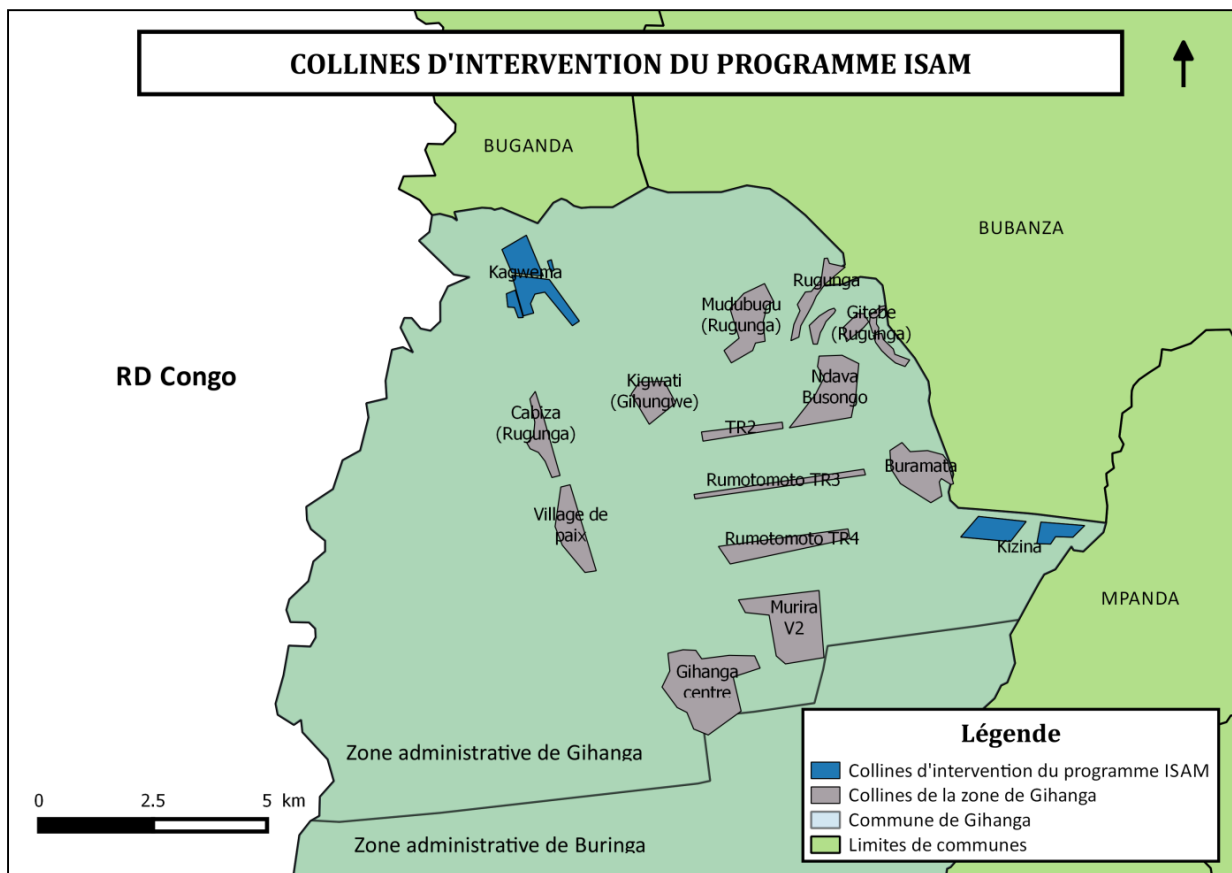 COLLINES D'INTERVENTION DU PROGRAMME ISAM
BUGANDA
BUBANZA
Kagwema
Rugunga
Mudubugu
(Rugunga)
Gitebe
(Rugunga)
RD Congo
Kigwati
(Gihungwe)
Ndava
Busongo
Cabiza
(Rugunga)
TR2
Buramata
Rumotomoto TR3
Village de
paix
Rumotomoto TR4
Kizina
MPANDA
Murira
V2
Gihanga
centre
Zone administrative de Gihanga
Zone administrative de Buringa
0 2.5 5 km
Légende
Collines d'intervention du programme ISAM
Collines de la zone de Gihanga
Commune de Gihanga
Limites de communes